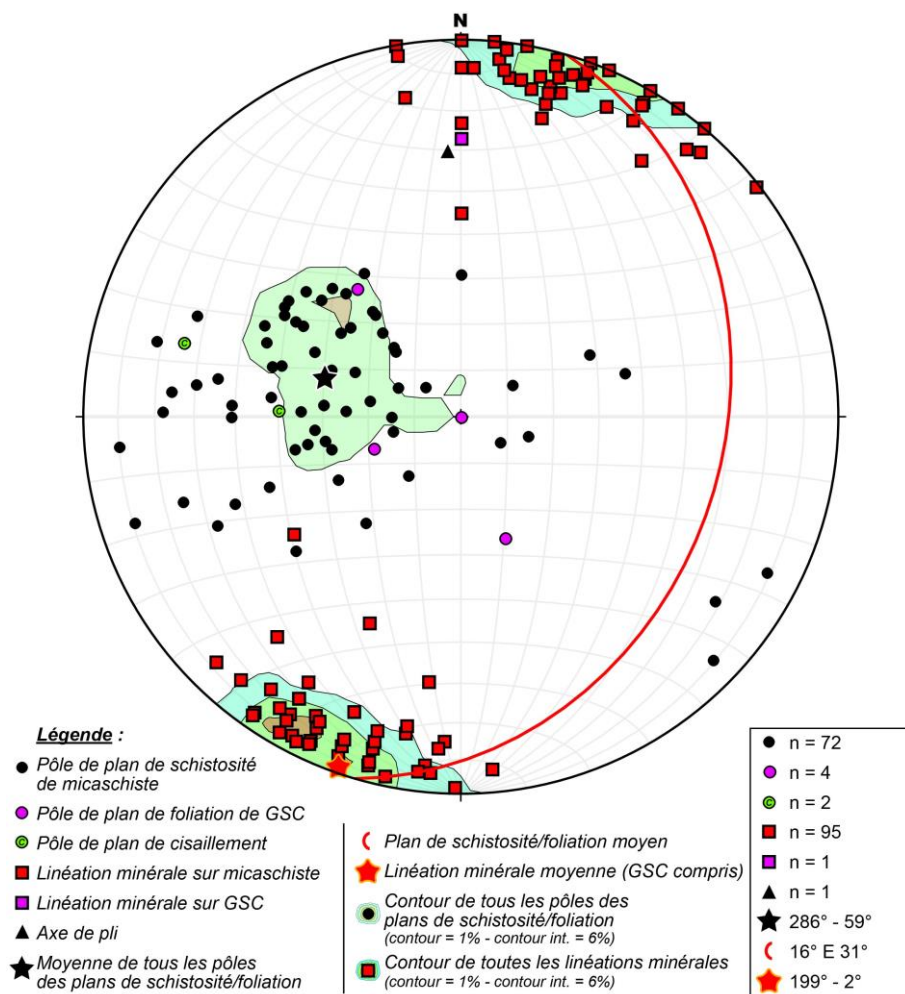 N
C
C
Légende :
Pôle de plan de schistosité
de micaschiste
Pôle de plan de foliation de GSC
C Pôle de plan de cisaillement
Linéation minérale sur micaschiste
Linéation minérale sur GSC
Axe de pli
Moyenne de tous les pôles
des plans de schistosité/foliation
Plan de schistosité/foliation moyen
Linéation minérale moyenne (GSC compris)
Contour de tous les pôles des
plans de schistosité/foliation
(contour = 1% - contour int. = 6%)
Contour de toutes les linéations minérales
(contour = 1% - contour int. = 6%)
n = 72
n = 4
C n = 2
n = 95
n = 1
n = 1
286° - 59°
16° E 31°
199° - 2°